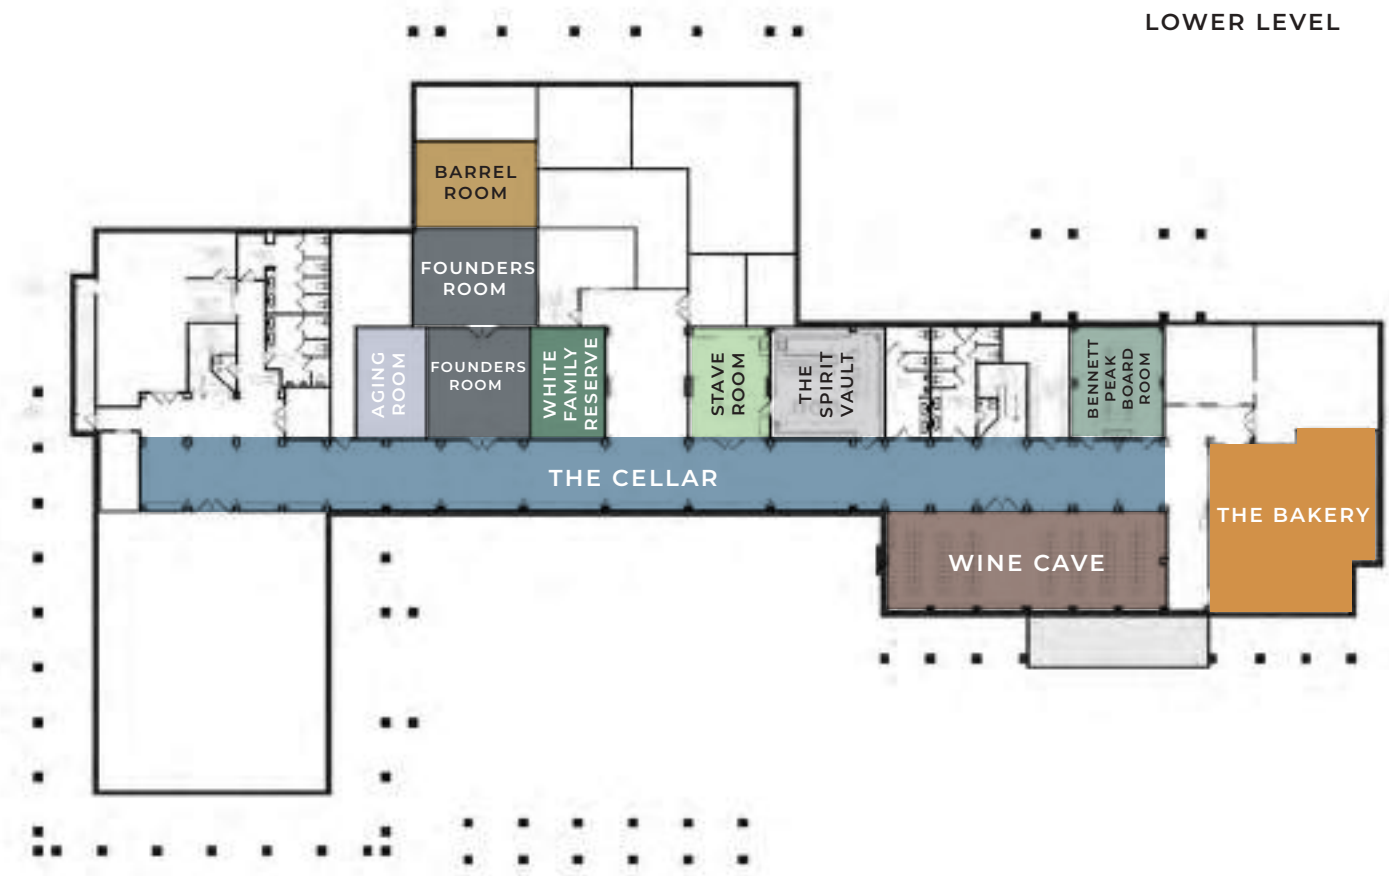 LOWER LEVEL
BARREL
ROOM
FOUNDERS
ROOM
AGING
ROOM
FOUNDERS
ROOM
WHITE
FAMILY
RESERVE
STAVE
ROOM
THE
SPIRIT
VAULT
BENNETT
PEAK
BOARD
ROOM
THE CELLAR
THE BAKERY
WINE CAVE